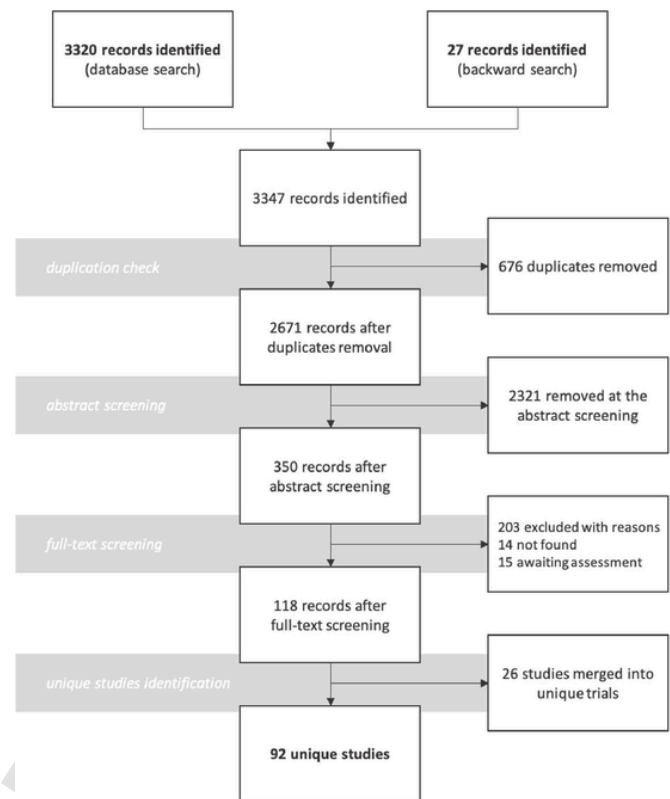 3320 records identified
(database search)
27 records identified
(backward search)
3347 records identified
duplication check
676 duplicates removed
2671 records after
duplicates removal
abstract screening
2321 removed at the
abstract screening
350 records after
abstract screening
full-text screening
203 excluded with reasons
14 not found
15 awaiting assessment
118 records after
full-text screening
unique studies identification
26 studies merged into
unique trials
92 unique studies